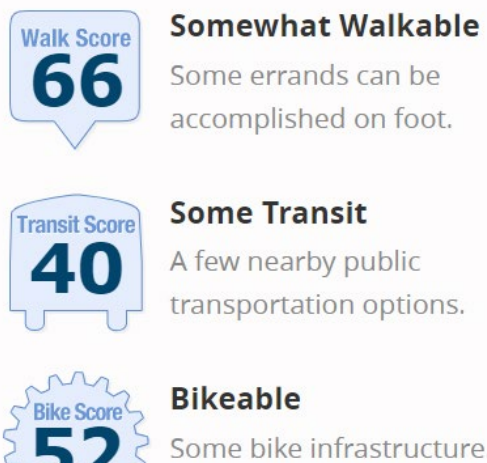 Walk Score
66
Somewhat Walkable
Some errands can be
accomplished on foot.
Transit Score
40
Some Transit
A few nearby public
transportation options.
Bike Score
52
Bikeable
Some bike infrastructure